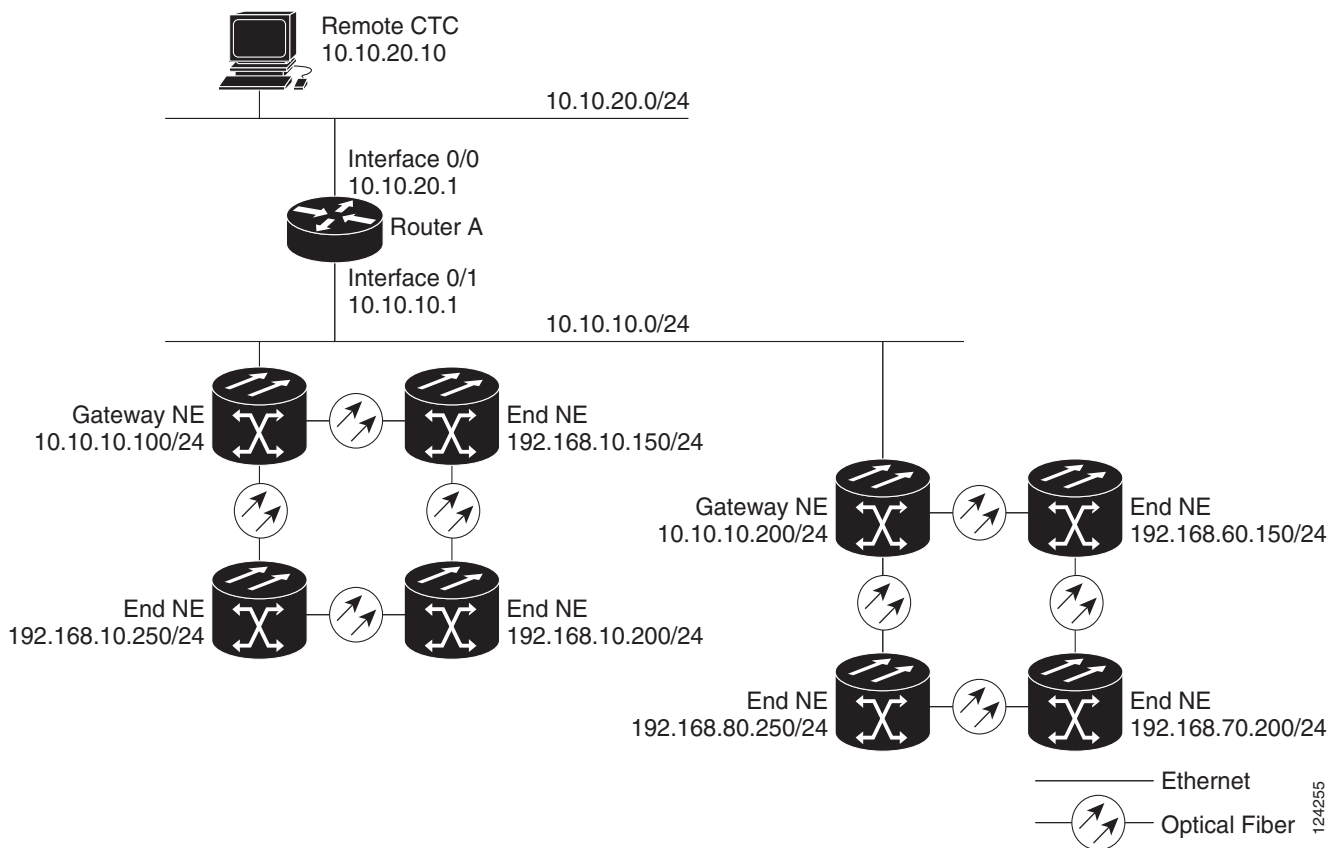 Remote CTC
10.10.20.10
10.10.20.0/24
Interface 0/0
10.10.20.1
Router A
Interface 0/1
10.10.10.1
10.10.10.0/24
Gateway NE
10.10.10.100/24
End NE
192.168.10.150/24
Gateway NE
10.10.10.200/24
End NE
192.168.60.150/24
End NE
192.168.10.250/24
End NE
192.168.10.200/24
End NE
192.168.80.250/24
End NE
192.168.70.200/24
Ethernet
Optical Fiber
124255